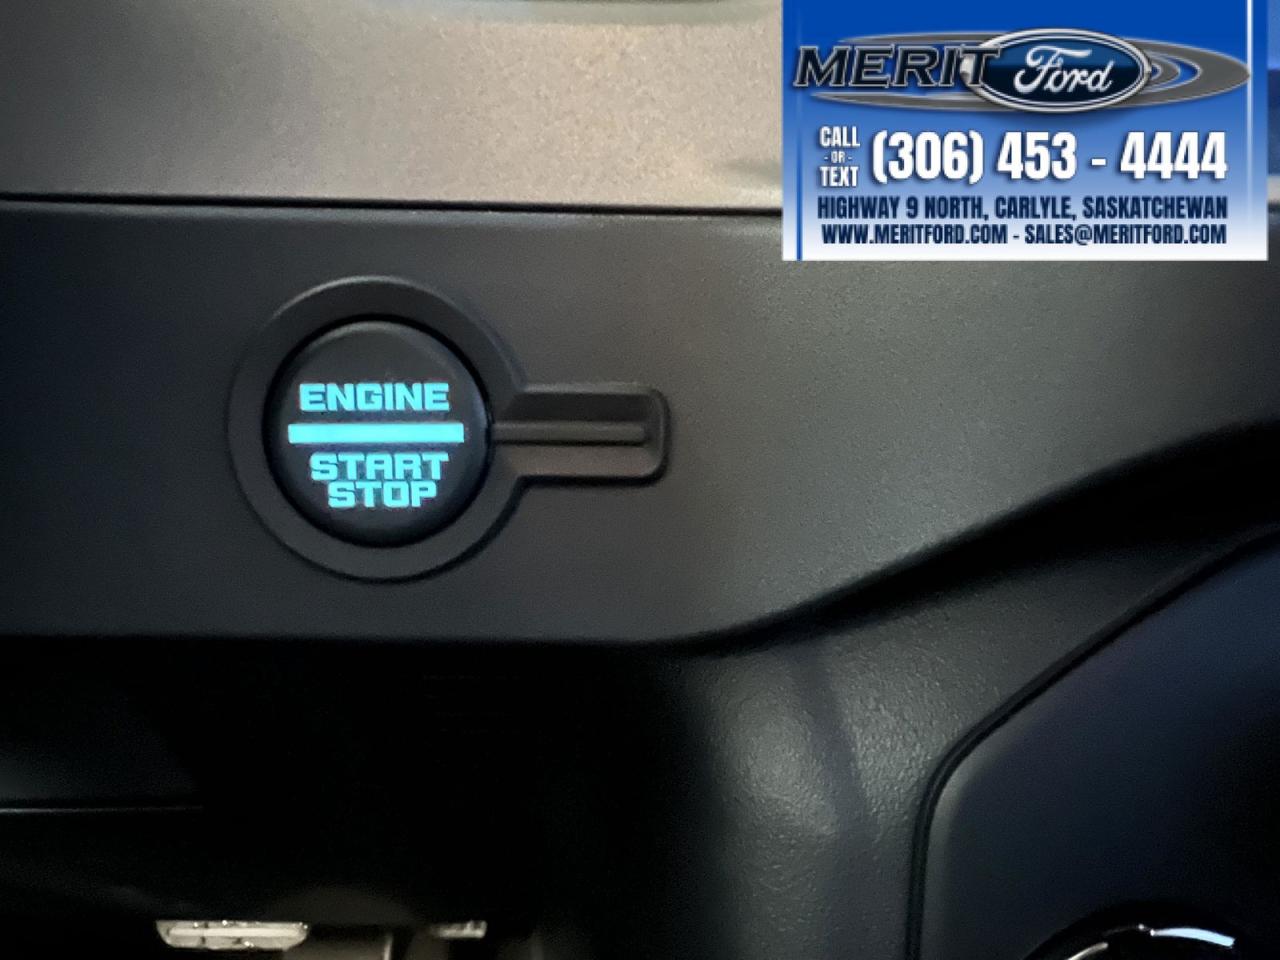 MERIT Ford
CALL
- OR -
TEXT
(306) 453 - 4444
HIGHWAY 9 NORTH, CARLYLE, SASKATCHEWAN
WWW.MERITFORD.COM - SALES@MERITFORD.COM
ENGINE
START
STOP